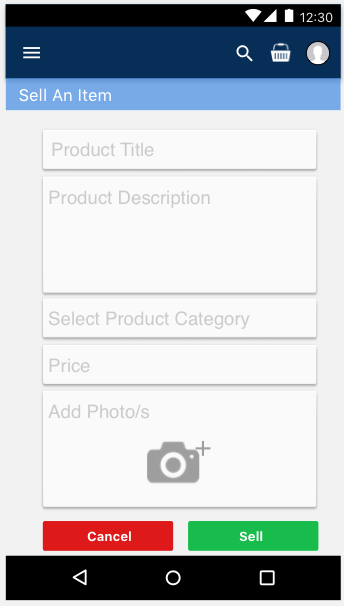 12:30
Sell An Item
Product Title
Product Description
Select Product Category
Price
Add Photo/s
Cancel
Sell